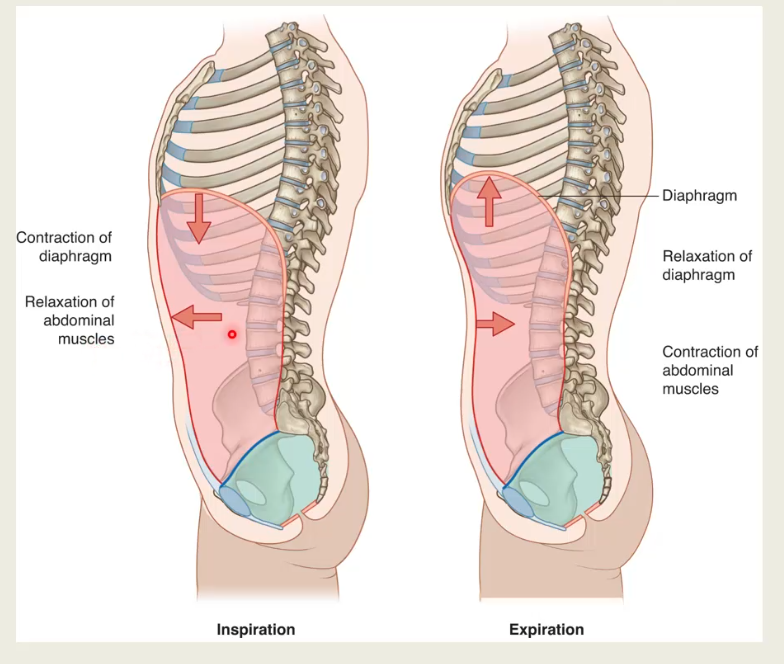 Contraction of
diaphragm
Relaxation of
abdominal
muscles
Diaphragm
Relaxation of
diaphragm
Contraction of
abdominal
muscles
Inspiration
Expiration